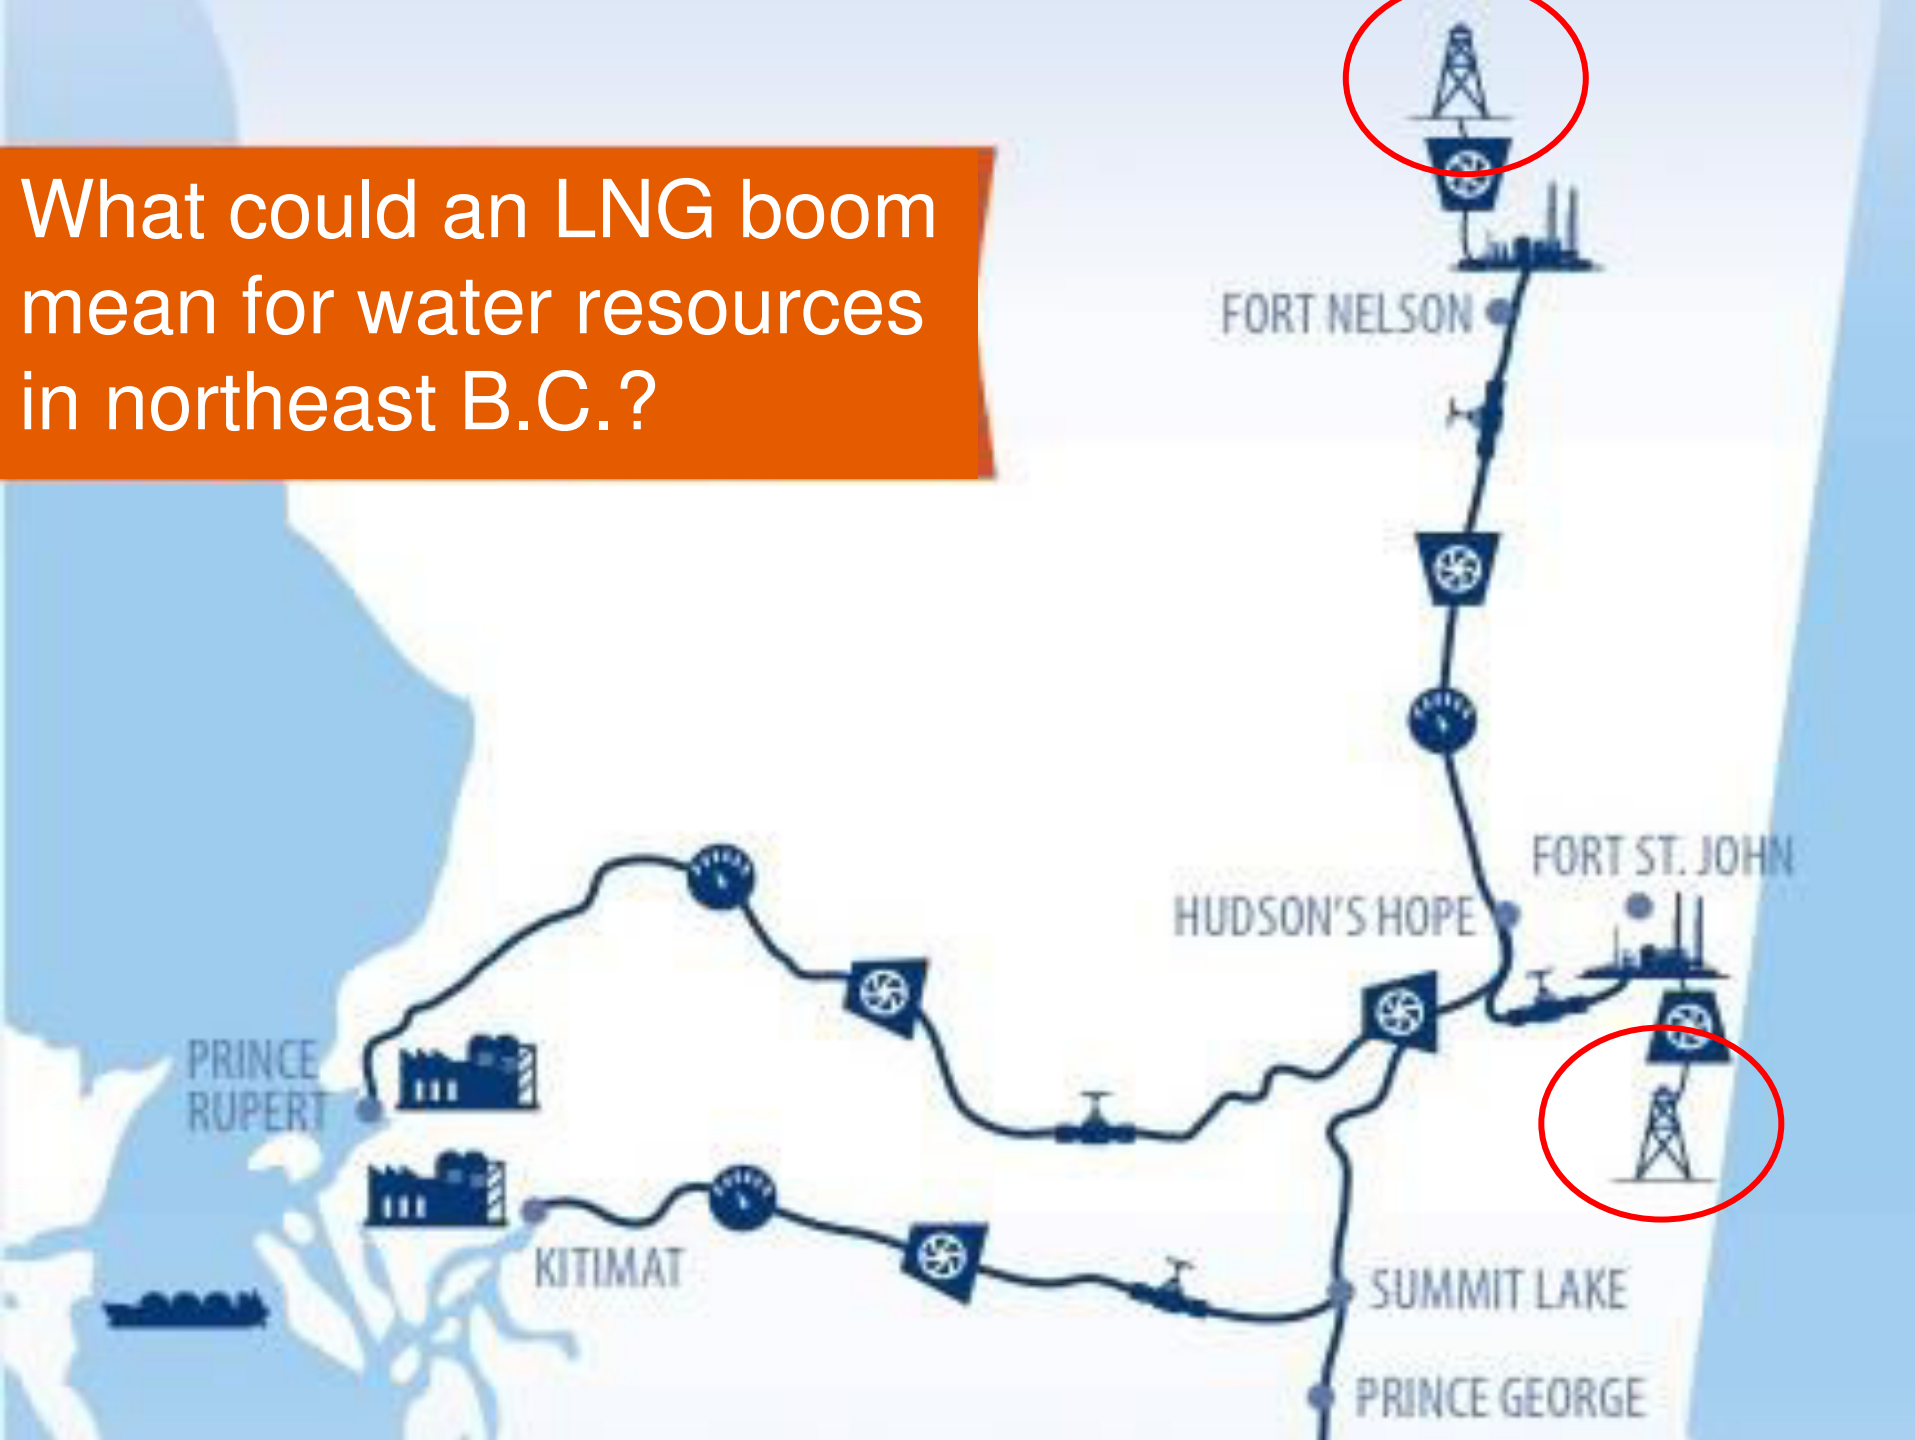 What could an LNG boom
mean for water resources
in northeast B.C.?
FORT NELSON
FORT ST. JOHN
HUDSON'S HOPE
PRINCE
RUPERT
KITIMAT
SUMMIT LAKE
PRINCE GEORGE